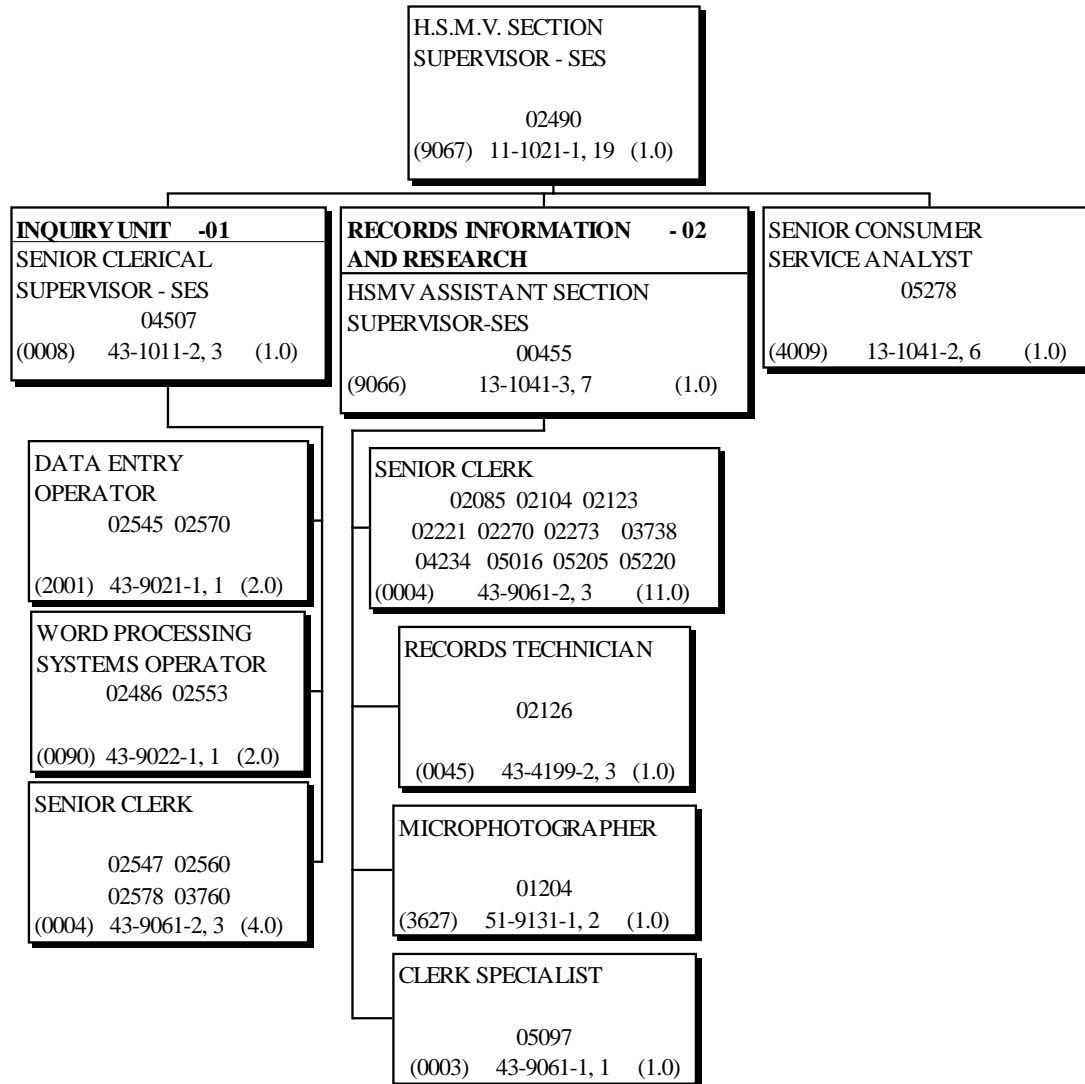 H.S.M.V. SECTION
SUPERVISOR - SES
02490
(9067) 11-1021-1, 19 (1.0)
INQUIRY UNIT -01
SENIOR CLERICAL
SUPERVISOR - SES
04507
(0008) 43-1011-2, 3 (1.0)
RECORDS INFORMATION - 02
AND RESEARCH
HSMV ASSISTANT SECTION
SUPERVISOR-SES
00455
(9066) 13-1041-3, 7 (1.0)
SENIOR CONSUMER
SERVICE ANALYST
05278
(4009) 13-1041-2, 6 (1.0)
DATA ENTRY
OPERATOR
02545 02570
(2001) 43-9021-1, 1 (2.0)
WORD PROCESSING
SYSTEMS OPERATOR
02486 02553
(0090) 43-9022-1, 1 (2.0)
SENIOR CLERK
02547 02560
02578 03760
(0004) 43-9061-2, 3 (4.0)
SENIOR CLERK
02085 02104 02123
02221 02270 02273 03738
04234 05016 05205 05220
(0004) 43-9061-2, 3 (11.0)
RECORDS TECHNICIAN
02126
(0045) 43-4199-2, 3 (1.0)
MICROPHOTOGRAPHER
01204
(3627) 51-9131-1, 2 (1.0)
CLERK SPECIALIST
05097
(0003) 43-9061-1, 1 (1.0)